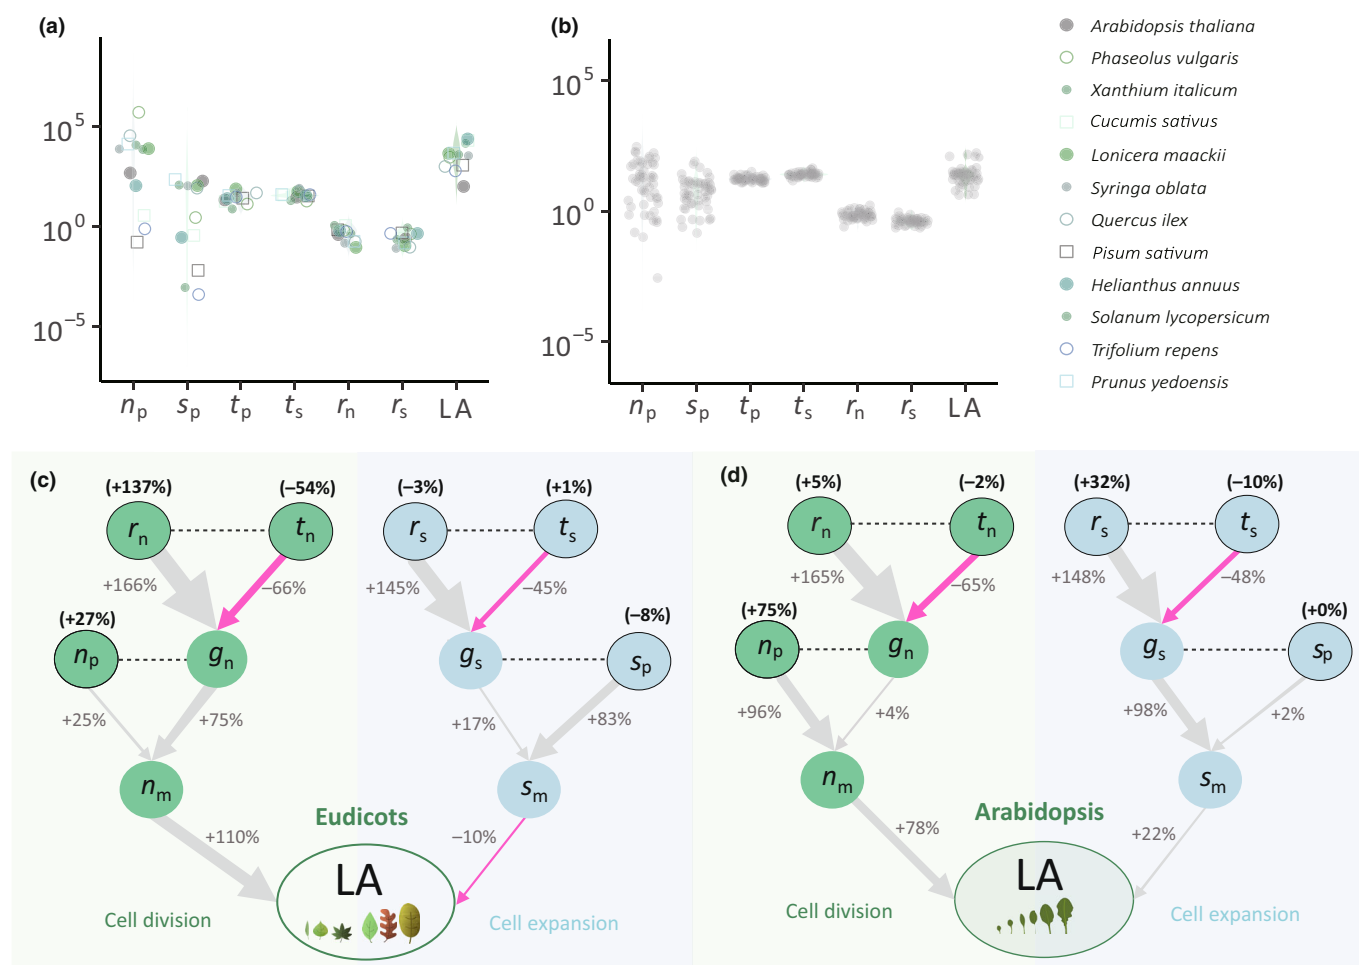 (a)
10^5
10^0
10^−5
n_p s_p t_p t_s r_n r_s LA
(b)
10^5
10^0
10^−5
n_p s_p t_p t_s r_n r_s LA
Arabidopsis thaliana
Phaseolus vulgaris
Xanthium italicum
Cucumis sativus
Lonicera maackii
Syringa oblata
Quercus ilex
Pisum sativum
Helianthus annuus
Solanum lycopersicum
Trifolium repens
Prunus yedoensis
(c)
(+137%) (−54%) (−3%) (+1%)
r_n t_n r_s t_s
+166% −66% +145% −45%
(+27%) (−8%)
n_p g_n g_s s_p
+25% +75% +17% +83%
n_m s_m
Eudicots
+110% −10%
LA
Cell division Cell expansion
(d)
(+5%) (−2%) (+32%) (−10%)
r_n t_n r_s t_s
+165% −65% +148% −48%
(+75%) (+0%)
n_p g_n g_s s_p
+96% +4% +98% +2%
n_m s_m
Arabidopsis
+78% +22%
LA
Cell division Cell expansion